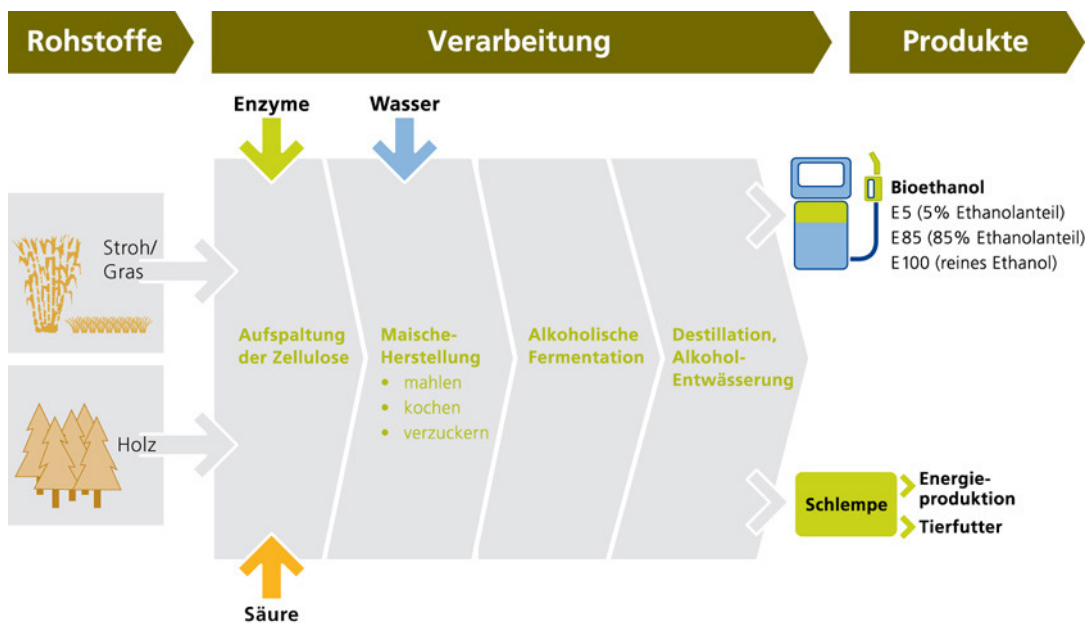 Rohstoffe
Verarbeitung
Produkte
Enzyme
Wasser
Stroh/
Gras
Holz
Säure
Aufspaltung
der Zellulose
Maische-
Herstellung
• mahlen
• kochen
• verzuckern
Alkoholische
Fermentation
Destillation,
Alkohol-
Entwässerung
Bioethanol
E5 (5% Ethanolanteil)
E85 (85% Ethanolanteil)
E100 (reines Ethanol)
Schlempe
Energie-
produktion
Tierfutter